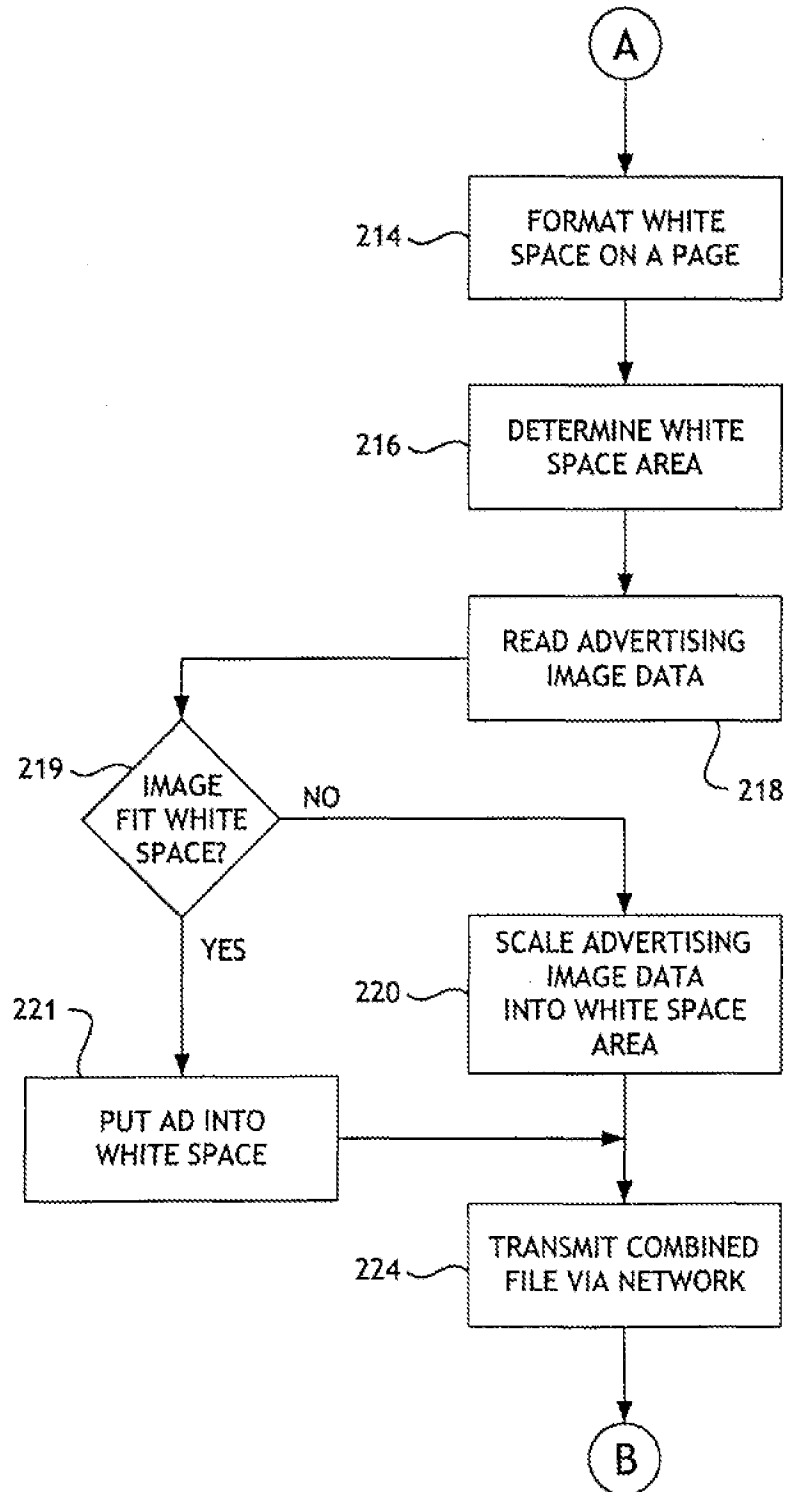 A
214
FORMAT WHITE
SPACE ON A PAGE
216
DETERMINE WHITE
SPACE AREA
READ ADVERTISING
IMAGE DATA
218
219
IMAGE
FIT WHITE
SPACE?
NO
YES
SCALE ADVERTISING
IMAGE DATA
INTO WHITE SPACE
AREA
220
221
PUT AD INTO
WHITE SPACE
224
TRANSMIT COMBINED
FILE VIA NETWORK
B